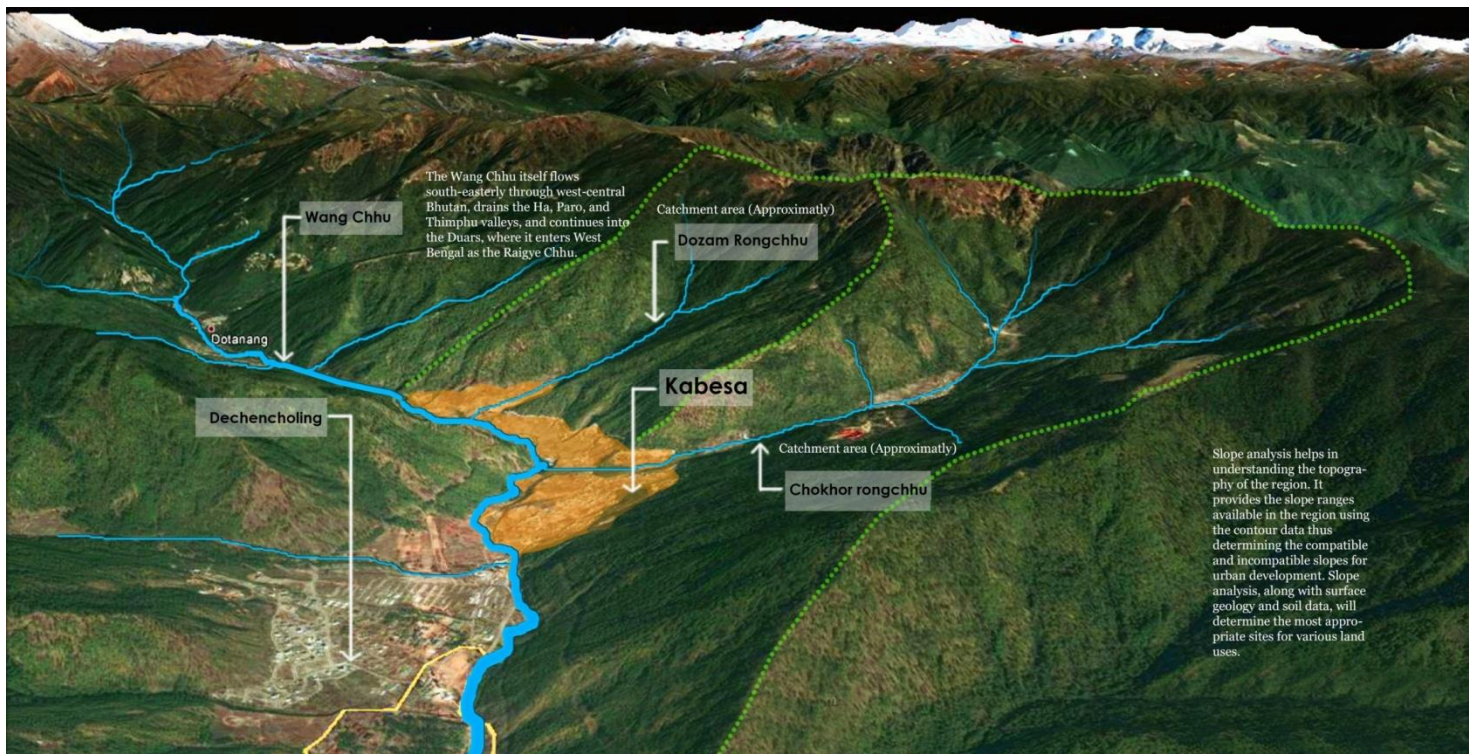 The Wang Chhu itself flows
south-easterly through west-central
Bhutan, drains the Ha, Paro, and
Thimphu valleys, and continues into
the Duars, where it enters West
Bengal as the Raigye Chhu.
Wang Chhu
Catchment area (Approximatly)
Dozam Rongchhu
Dotanang
Kabesa
Dechencholing
Catchment area (Approximatly)
Chokhor rongchhu
Slope analysis helps in
understanding the topogra-
phy of the region. It
provides the slope ranges
available in the region using
the contour data thus
determining the compatible
and incompatible slopes for
urban development. Slope
analysis, along with surface
geology and soil data, will
determine the most appro-
priate sites for various land
uses.